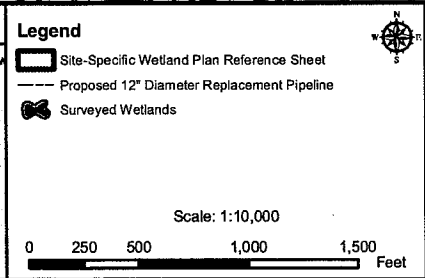 Legend
N
W E
S
Site-Specific Wetland Plan Reference Sheet
Proposed 12" Diameter Replacement Pipeline
Surveyed Wetlands
Scale: 1:10,000
0 250 500 1,000 1,500
Feet